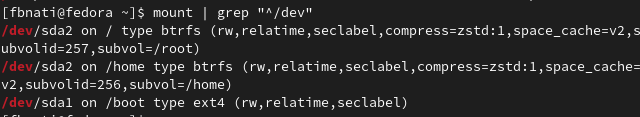 [fbnati@fedora ~]$ mount | grep "^/dev"
/dev/sda2 on / type btrfs (rw,relatime,seclabel,compress=zstd:1,space_cache=v2,s
ubvolid=257,subvol=/root)
/dev/sda2 on /home type btrfs (rw,relatime,seclabel,compress=zstd:1,space_cache=
v2,subvolid=256,subvol=/home)
/dev/sda1 on /boot type ext4 (rw,relatime,seclabel)